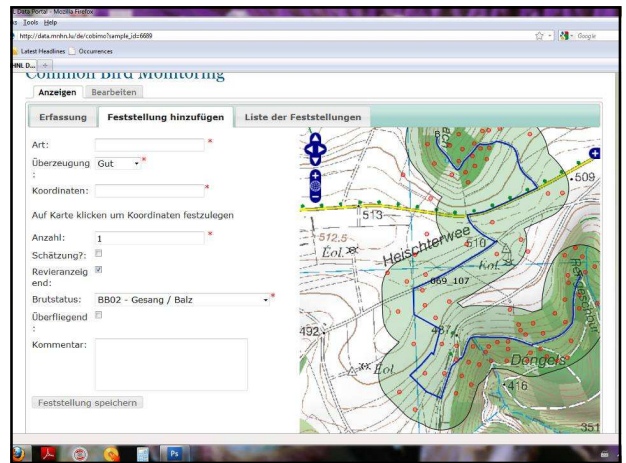 L Data Portal - Mozilla Firefox
Tools Help
http://data.mnhn.lu/de/cobimo?sample_id=6689
Google
Latest Headlines Occurrences
HNL D...
Common Bird Monitoring
Anzeigen Bearbeiten
Erfassung Feststellung hinzufügen Liste der Feststellungen
Art: *
Überzeugung Gut *
:
Koordinaten: *
Auf Karte klicken um Koordinaten festzulegen
Anzahl: 1 *
Schätzung?:
Revieranzeig
end:
Brutstatus: BB02 - Gesang / Balz *
Überfliegend
:
Kommentar:
Feststellung speichern
509
513
512.5
Eol.
Heischterwee
510
Eol.
069_107
492
487
Dengels
Eol.
416
351
Ps